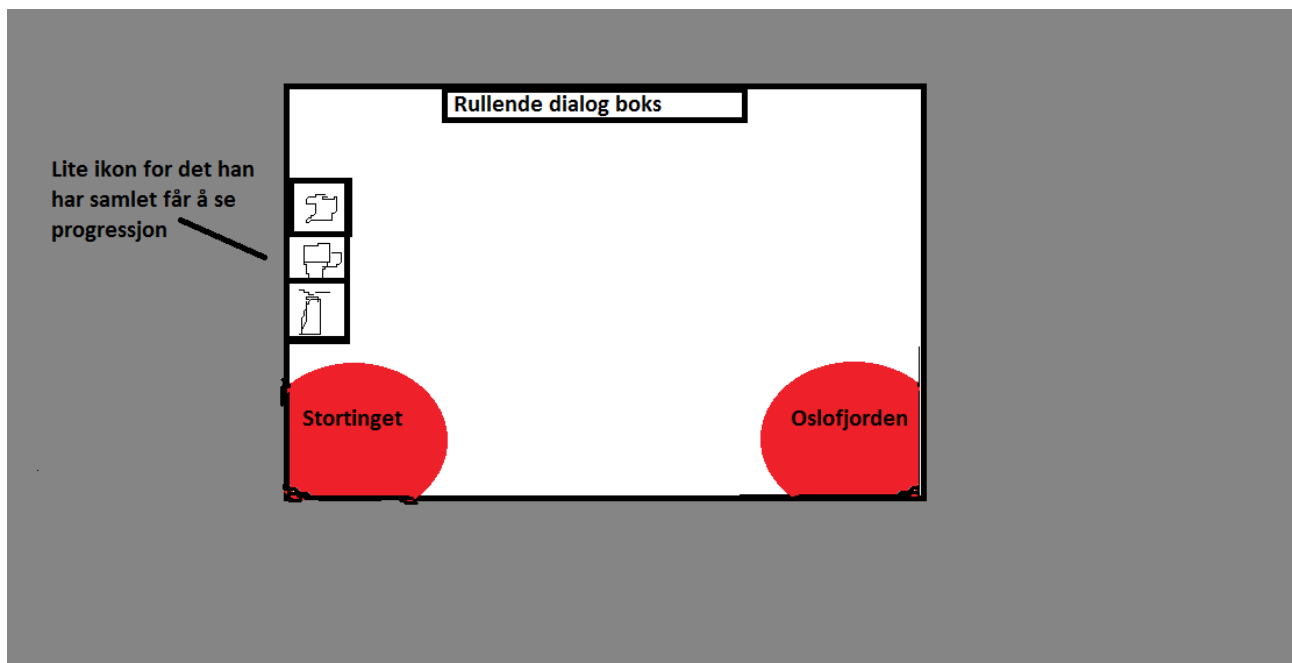 Rullende dialog boks
Lite ikon for det han
har samlet får å se
progressjon
Stortinget
Oslofjorden